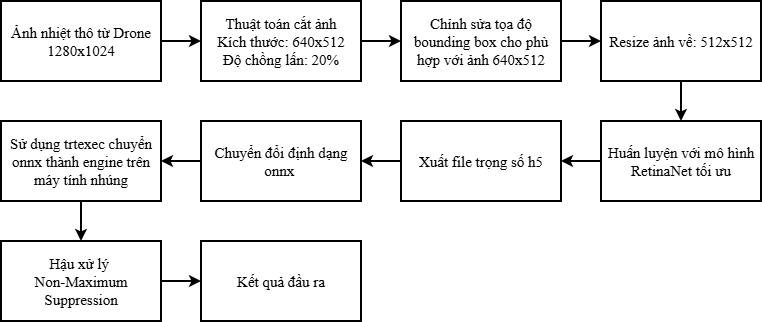 Ảnh nhiệt thô từ Drone
1280x1024
Thuật toán cắt ảnh
Kích thước: 640x512
Độ chồng lấn: 20%
Chỉnh sửa tọa độ
bounding box cho phù
hợp với ảnh 640x512
Resize ảnh về: 512x512
Huấn luyện với mô hình
RetinaNet tối ưu
Xuất file trọng số h5
Chuyển đổi định dạng
onnx
Sử dụng trtexec chuyển
onnx thành engine trên
máy tính nhúng
Hậu xử lý
Non-Maximum
Suppression
Kết quả đầu ra